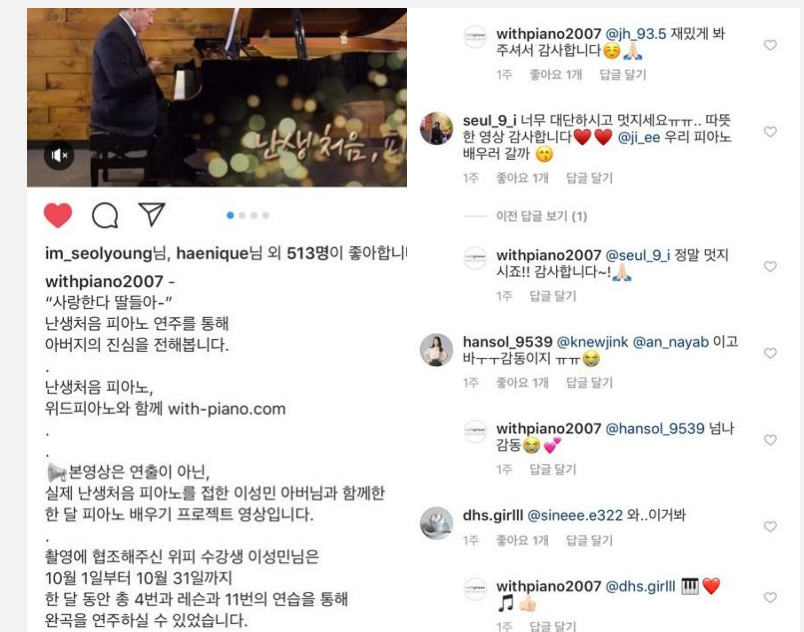 난생처음, 피
im_seolyoung님, haenique님 외 513명이 좋아합니
withpiano2007 -
“사랑한다 딸들아-”
난생처음 피아노 연주를 통해
아버지의 진심을 전해봅니다.
.
난생처음 피아노,
위드피아노와 함께 with-piano.com
.
.
본영상은 연출이 아닌,
실제 난생처음 피아노를 접한 이성민 아버님과 함께한
한 달 피아노 배우기 프로젝트 영상입니다.
.
촬영에 협조해주신 위피 수강생 이성민님은
10월 1일부터 10월 31일까지
한 달 동안 총 4번과 레슨과 11번의 연습을 통해
완곡을 연주하실 수 있었습니다.
withpiano2007 @jh_93.5 재밌게 봐
주셔서 감사합니다☺️🙏🏻
1주 좋아요 1개 답글 달기
seul_9_i 너무 대단하시고 멋지세요ㅠㅠ.. 따뜻
한 영상 감사합니다❤️❤️ @ji_ee 우리 피아노
배우러 갈까 😙
1주 좋아요 1개 답글 달기
이전 답글 보기 (1)
withpiano2007 @seul_9_i 정말 멋지
시죠!! 감사합니다~!🙏🏻
1주 답글 달기
hansol_9539 @knewjink @an_nayab 이고
바ㅜㅜ감동이지 ㅠㅠ😭
1주 좋아요 1개 답글 달기
withpiano2007 @hansol_9539 넘나
감동😭💕
1주 답글 달기
dhs.girlll @sineee.e322 와..이거봐
1주 좋아요 1개 답글 달기
withpiano2007 @dhs.girlll 🎹❤️
🎵👍🏻
1주 답글 달기